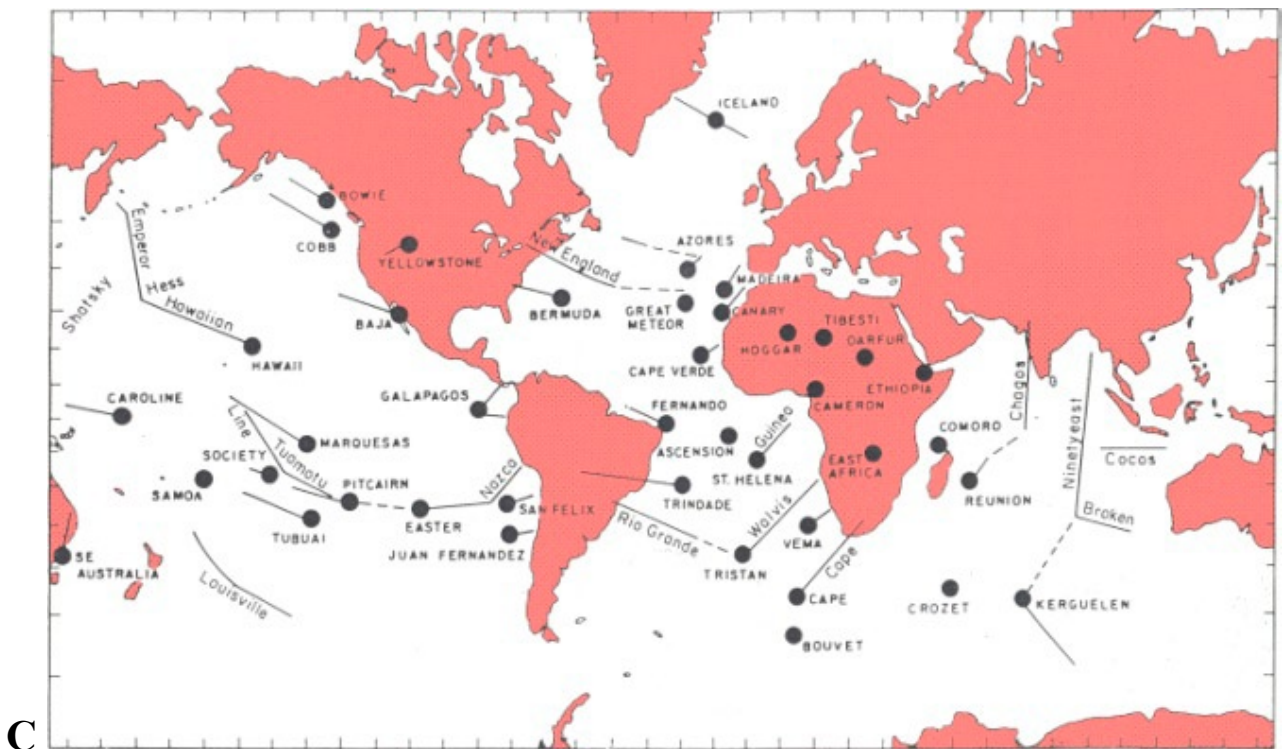 ICELAND
BOWIE
Emperor
COBB
YELLOWSTONE
New England
AZORES
Hess
Shatsky
Hawaiian
BAJA
BERMUDA
GREAT
METEOR
MADEIRA
CANARY
HOGGAR
TIBESTI
DARFUR
HAWAII
CAPE VERDE
ETHIOPIA
CAROLINE
GALAPAGOS
FERNANDO
CAMERON
Chagos
Line
MARQUESAS
ASCENSION
Guinea
COMORO
Ninetyeast
Cocos
SOCIETY
Tuamotu
EAST
AFRICA
ST. HELENA
SAMOA
PITCAIRN
Nazca
TRINDADE
REUNION
TUBUAI
EASTER
SAN FELIX
Rio Grande
Walvis
VEMA
Broken
JUAN FERNANDEZ
SE
AUSTRALIA
TRISTAN
Cape
Louisville
CAPE
CROZET
KERGUELEN
BOUVET
C